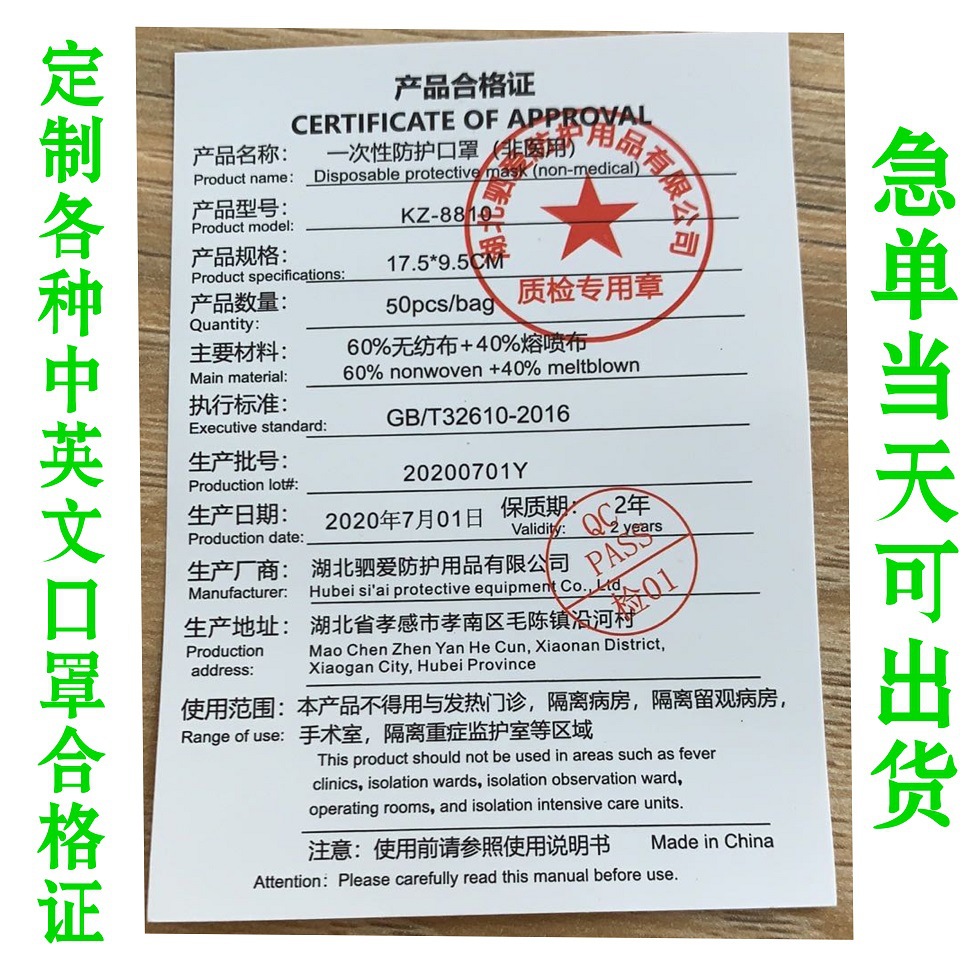 定制各种中英文口罩合格证
急单当天可出货
产品合格证
CERTIFICATE OF APPROVAL
产品名称： 一次性防护口罩（非医用）
Product name： Disposable protective mask (non-medical)
产品型号： KZ-8810
Product model:
产品规格： 17.5*9.5CM
Product specifications:
产品数量： 50pcs/bag
Quantity:
主要材料： 60%无纺布+40%熔喷布
Main material: 60% nonwoven +40% meltblown
执行标准： GB/T32610-2016
Executive standard:
生产批号： 20200701Y
Production lot#:
生产日期： 2020年7月01日 保质期： 2年
Production date: Validity: 2 years
生产厂商： 湖北驷爱防护用品有限公司
Manufacturer: Hubei si'ai protective equipment Co., Ltd
生产地址： 湖北省孝感市孝南区毛陈镇沿河村
Production address: Mao Chen Zhen Yan He Cun, Xiaonan District,
Xiaogan City, Hubei Province
使用范围：本产品不得用与发热门诊，隔离病房，隔离留观病房，
Range of use: 手术室，隔离重症监护室等区域
This product should not be used in areas such as fever
clinics, isolation wards, isolation observation ward,
operating rooms, and isolation intensive care units.
注意：使用前请参照使用说明书 Made in China
Attention：Please carefully read this manual before use.
湖北驷爱防护用品有限公司
质检专用章
QC
PASS
检01